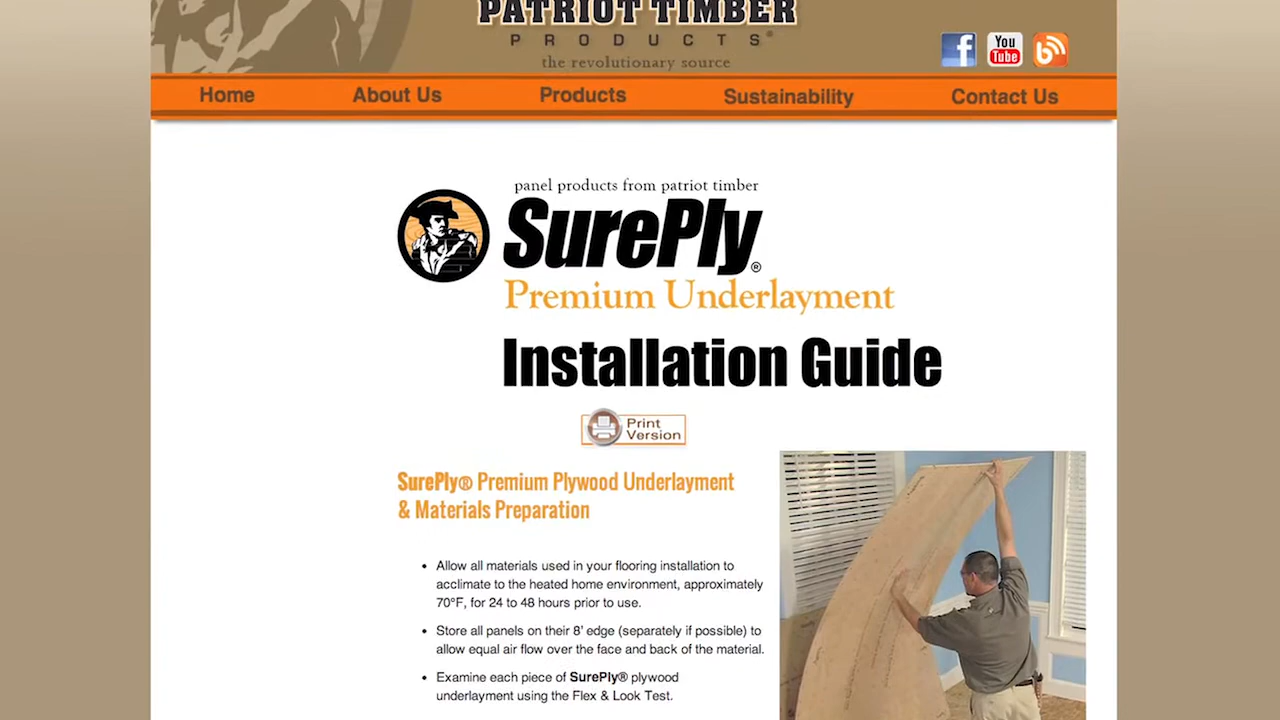 PATRIOT TIMBER
PRODUCTS®
the revolutionary source
You
Tube
Home About Us Products Sustainability Contact Us
panel products from patriot timber
SurePly®
Premium Underlayment
Installation Guide
Print
Version
SurePly® Premium Plywood Underlayment
& Materials Preparation
• Allow all materials used in your flooring installation to
acclimate to the heated home environment, approximately
70°F, for 24 to 48 hours prior to use.
• Store all panels on their 8' edge (separately if possible) to
allow equal air flow over the face and back of the material.
• Examine each piece of SurePly® plywood
underlayment using the Flex & Look Test.